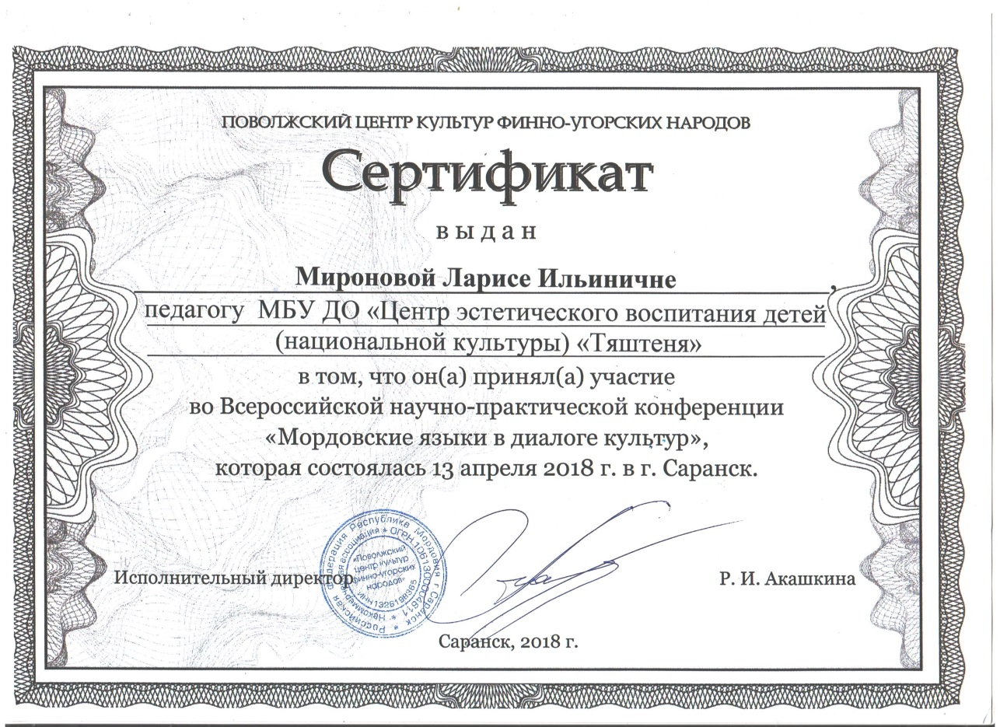 ПОВОЛЖСКИЙ ЦЕНТР КУЛЬТУР ФИННО-УГОРСКИХ НАРОДОВ
Сертификат
выдан
Мироновой Ларисе Ильиничне,
педагогу МБУ ДО «Центр эстетического воспитания детей
(национальной культуры) «Тяштеня»
в том, что он(а) принял(а) участие
во Всероссийской научно-практической конференции
«Мордовские языки в диалоге культур»,
которая состоялась 13 апреля 2018 г. в г. Саранск.
Исполнительный директор
Р. И. Акашкина
Российская Федерация Республика Мордовия г Саранск *
Некоммерческая ассоциация * ОГРН 1061300004611 *
«Поволжский
центр культур
финно-угорских
народов»
ИНН 1326198365
Саранск, 2018 г.